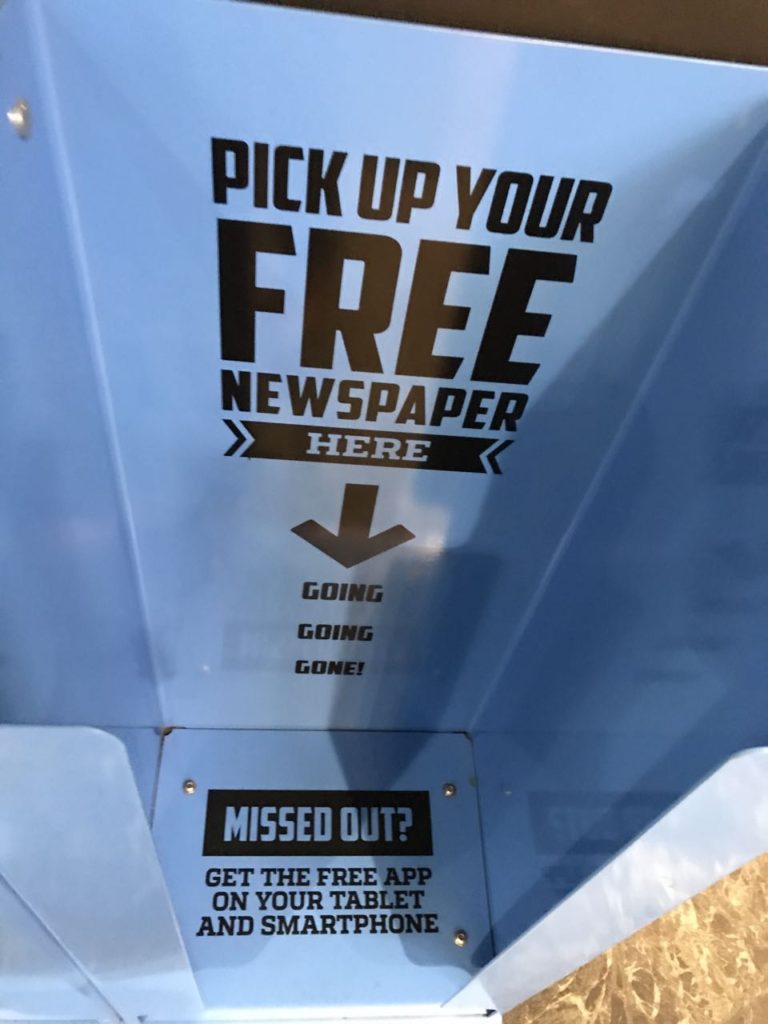 PICK UP YOUR
FREE
NEWSPAPER
HERE
GOING
GOING
GONE!
MISSED OUT?
GET THE FREE APP
ON YOUR TABLET
AND SMARTPHONE